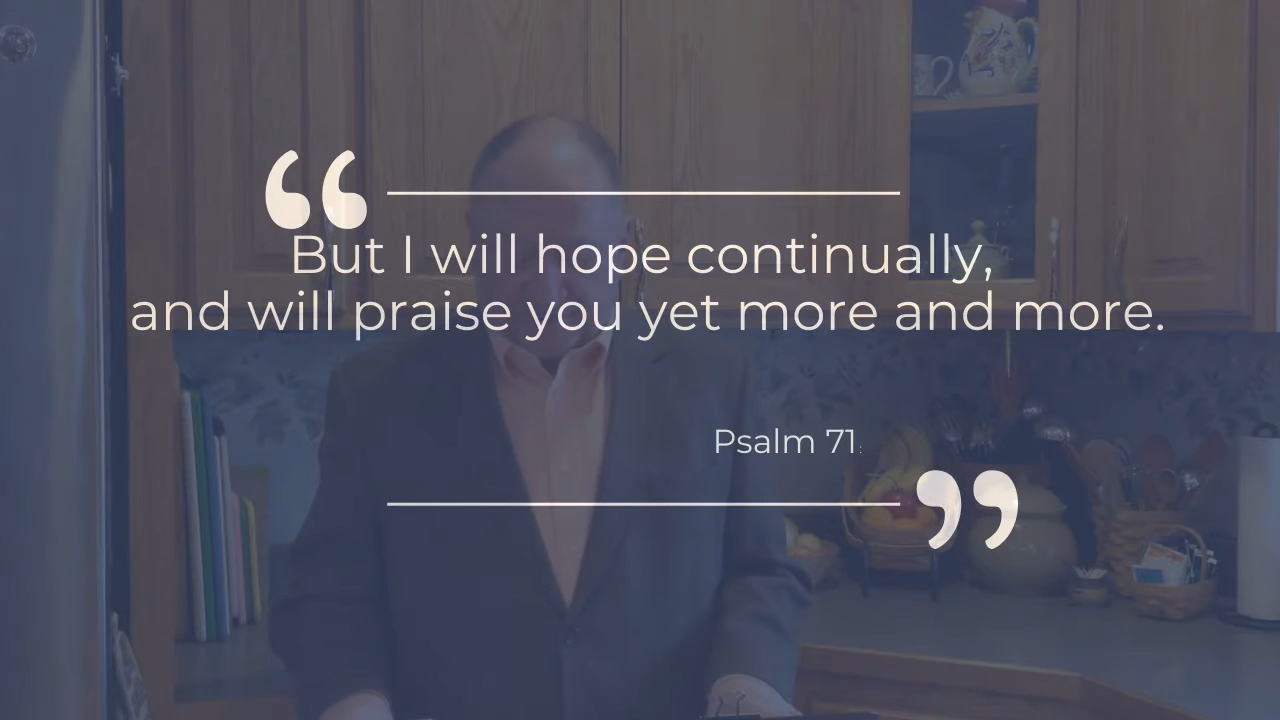 “
But I will hope continually,
and will praise you yet more and more.
Psalm 71:
”